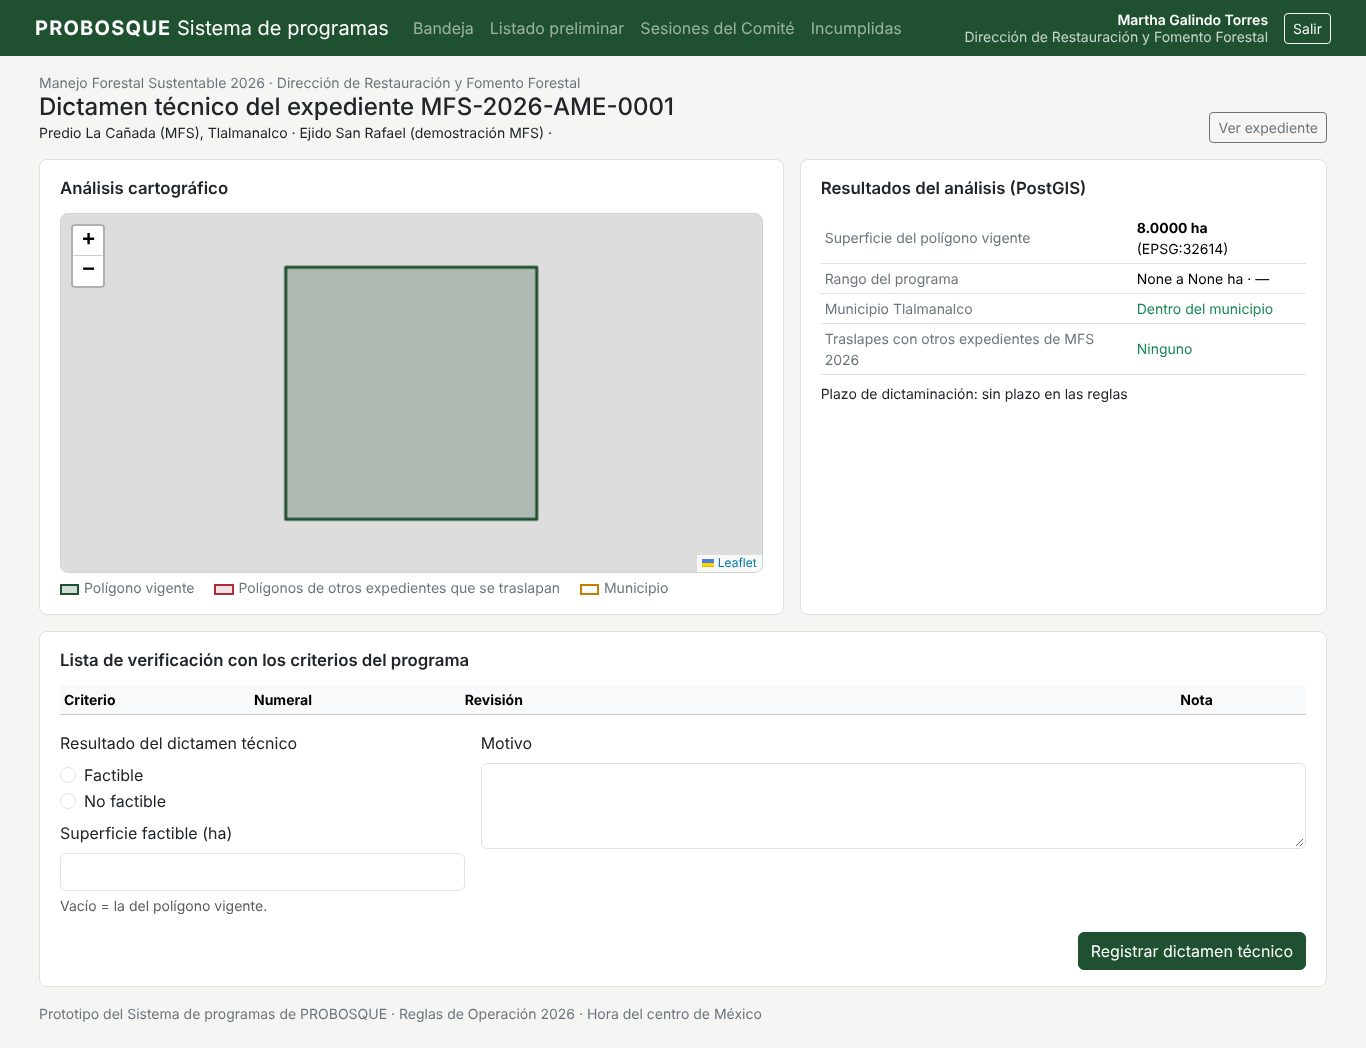 PROBOSQUE Sistema de programas
Bandeja
Listado preliminar
Sesiones del Comité
Incumplidas
Martha Galindo Torres
Dirección de Restauración y Fomento Forestal
Salir
Manejo Forestal Sustentable 2026 · Dirección de Restauración y Fomento Forestal
Dictamen técnico del expediente MFS-2026-AME-0001
Predio La Cañada (MFS), Tlalmanalco · Ejido San Rafael (demostración MFS) ·
Ver expediente
Análisis cartográfico
+
−
Leaflet
Polígono vigente
Polígonos de otros expedientes que se traslapan
Municipio
Resultados del análisis (PostGIS)
Superficie del polígono vigente
8.0000 ha
(EPSG:32614)
Rango del programa
None a None ha · —
Municipio Tlalmanalco
Dentro del municipio
Traslapes con otros expedientes de MFS
2026
Ninguno
Plazo de dictaminación: sin plazo en las reglas
Lista de verificación con los criterios del programa
Criterio
Numeral
Revisión
Nota
Resultado del dictamen técnico
Factible
No factible
Superficie factible (ha)
Vacío = la del polígono vigente.
Motivo
Registrar dictamen técnico
Prototipo del Sistema de programas de PROBOSQUE · Reglas de Operación 2026 · Hora del centro de México